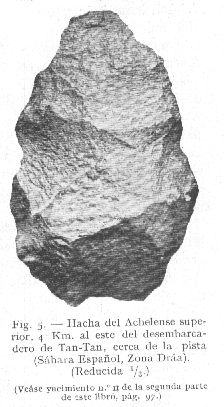 Fig. 5. — Hacha del Achelense supe-
rior. 4 Km. al este del desembarca-
dero de Tan-Tan, cerca de la pista
(Sáhara Español, Zona Dráa).
(Reducida ¹/₃.)
(Véase yacimiento n.º II de la segunda parte
de este libro, pág. 97.)